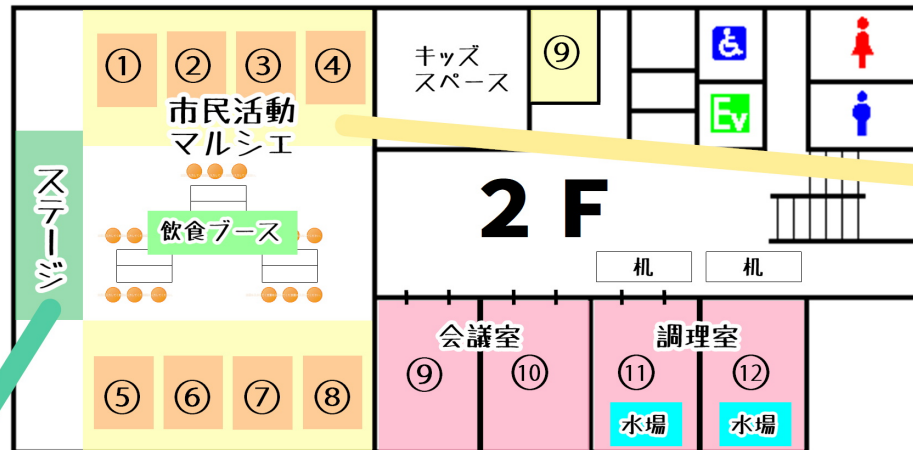 ① ② ③ ④
市民活動
マルシェ
キッズ
スペース
⑨
Ev
ステージ
飲食ブース
2F
机 机
⑤ ⑥ ⑦ ⑧
会議室
⑨ ⑩
調理室
⑪ ⑫
水場 水場